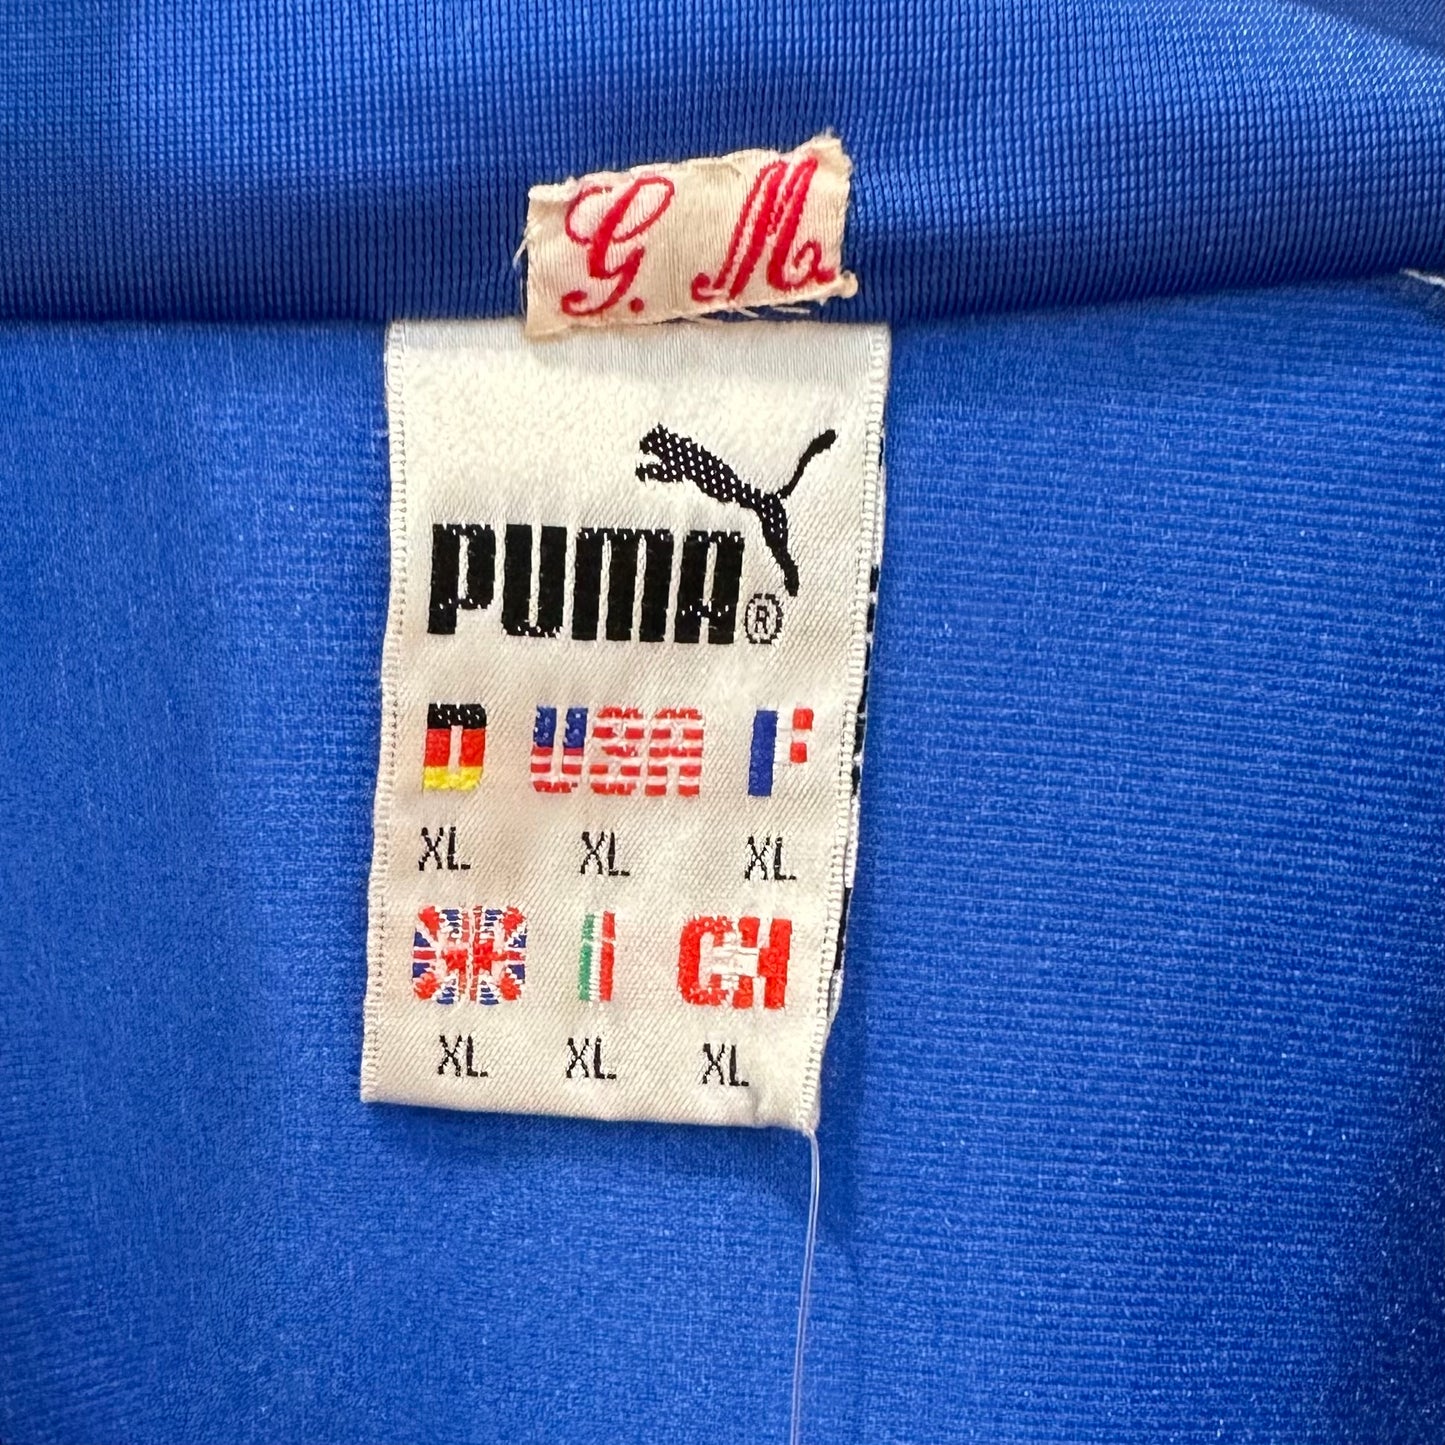 G. M
PUMA®
D USA F
XL XL XL
GB I CH
XL XL XL